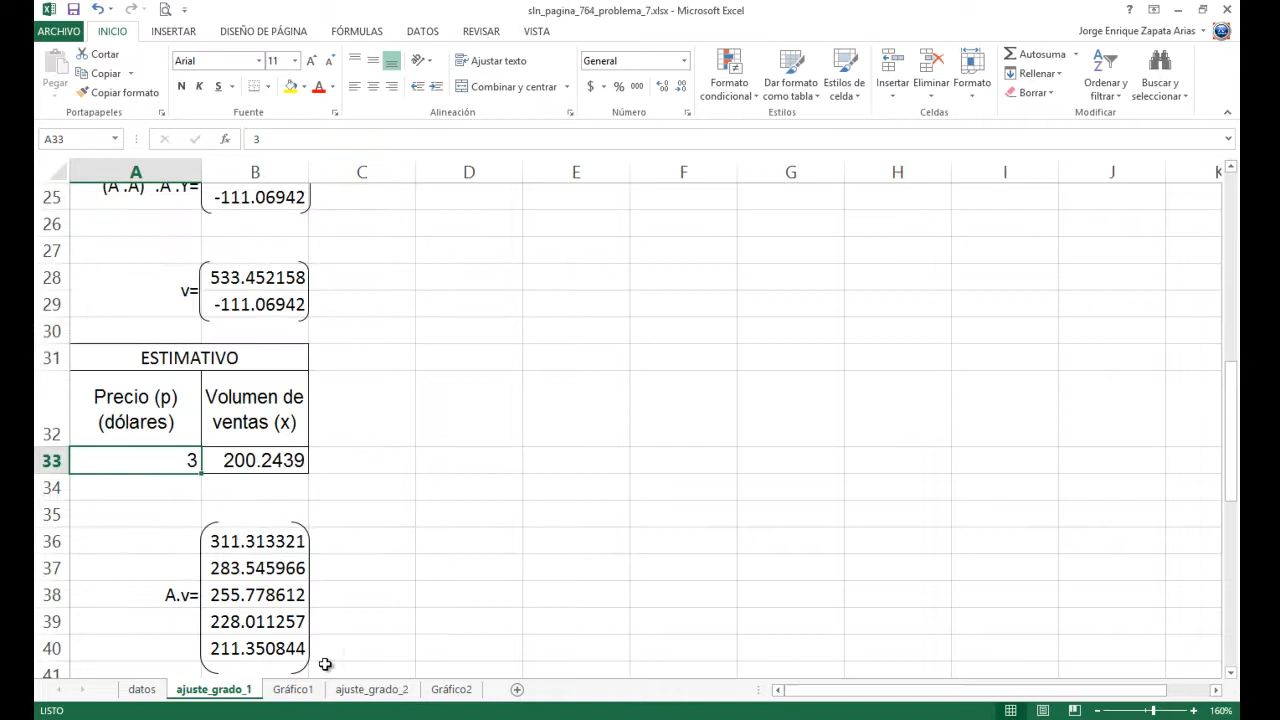 sln_pagina_764_problema_7.xlsx - Microsoft Excel
ARCHIVO INICIO INSERTAR DISEÑO DE PÁGINA FÓRMULAS DATOS REVISAR VISTA Jorge Enrique Zapata Arias
Pegar
Cortar
Copiar
Copiar formato
Portapapeles
Arial 11
N K S
Fuente
Ajustar texto
Combinar y centrar
Alineación
General
$ % 000
Número
Formato condicional
Dar formato como tabla
Estilos de celda
Estilos
Insertar Eliminar Formato
Celdas
Autosuma
Rellenar
Borrar
Ordenar y filtrar
Buscar y seleccionar
Modificar
A33 fx 3
A B C D E F G H I J K
25 -111.06942
26
27
28 533.452158
v=
29 -111.06942
30
31 ESTIMATIVO
32 Precio (p) (dólares) Volumen de ventas (x)
33 3 200.2439
34
35
36 311.313321
37 283.545966
38 A.v= 255.778612
39 228.011257
40 211.350844
41
datos ajuste_grado_1 Gráfico1 ajuste_grado_2 Gráfico2
LISTO 160%